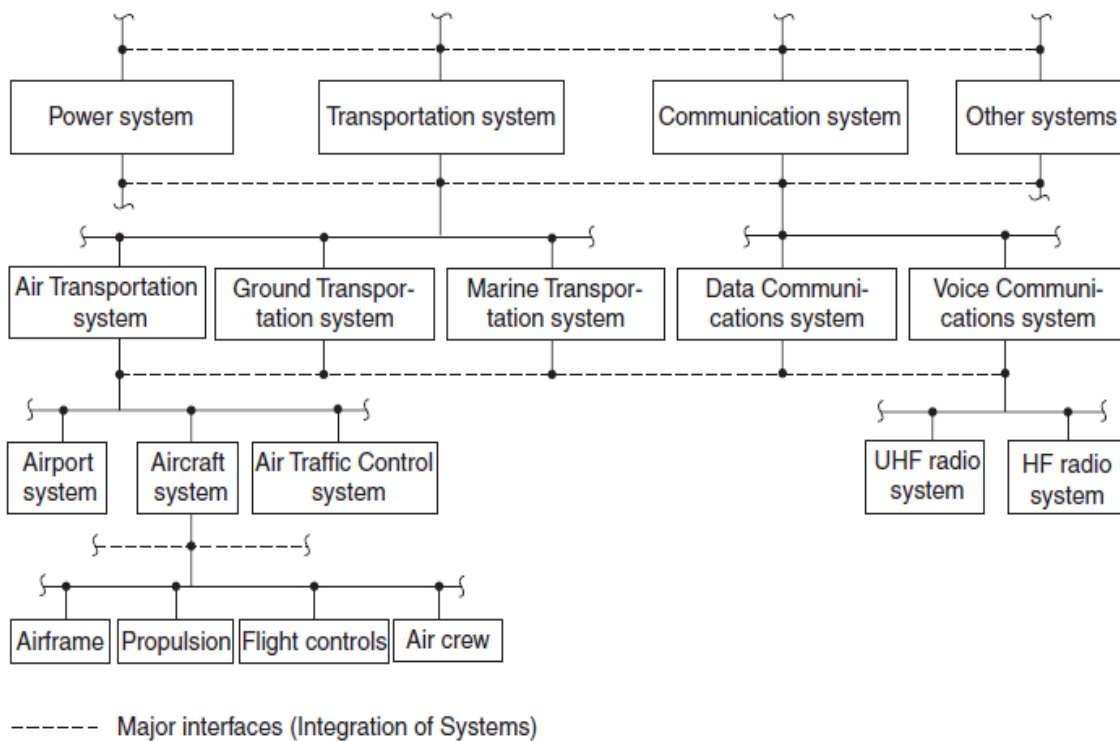 Power system
Transportation system
Communication system
Other systems
Air Transportation
system
Ground Transpor-
tation system
Marine Transpor-
tation system
Data Communi-
cations system
Voice Communi-
cations system
Airport
system
Aircraft
system
Air Traffic Control
system
UHF radio
system
HF radio
system
Airframe
Propulsion
Flight controls
Air crew
Major interfaces (Integration of Systems)